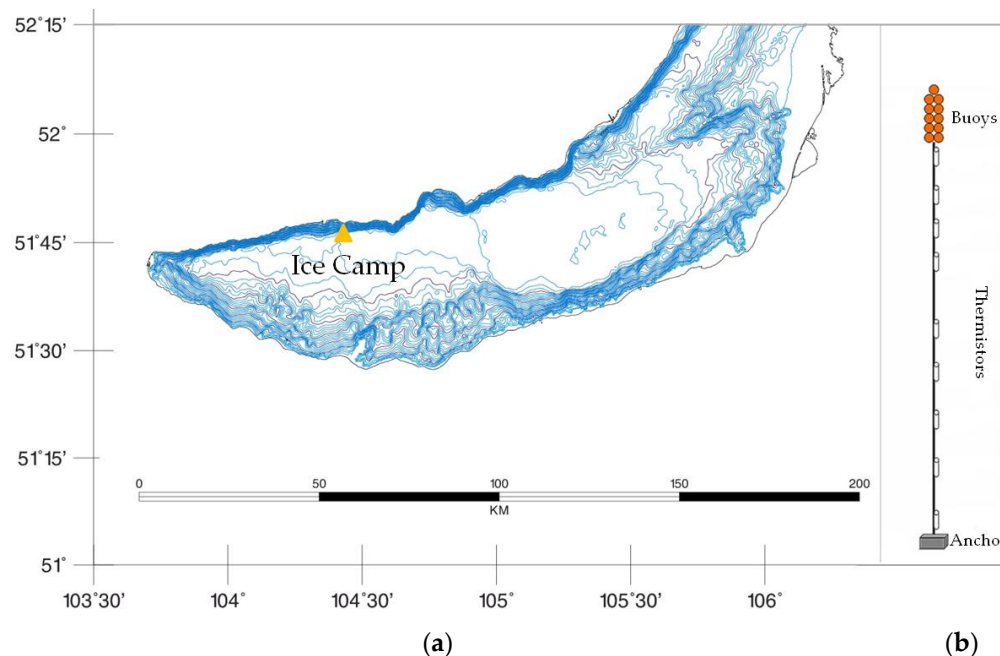 52°15'
52°
51°45'
51°30'
51°15'
51°
Ice Camp
0 50 100 150 200
KM
103°30' 104° 104°30' 105° 105°30' 106°
Buoys
Thermistors
Ancho
(a) (b)